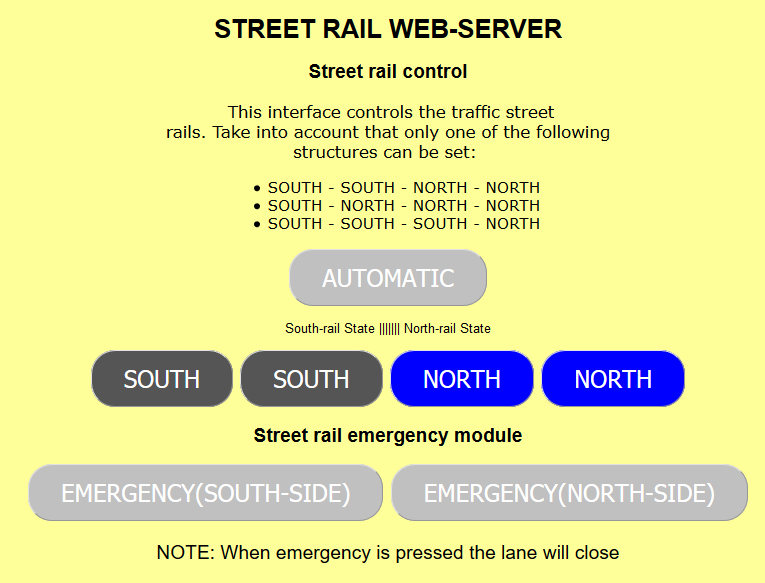 STREET RAIL WEB-SERVER
Street rail control
This interface controls the traffic street
rails. Take into account that only one of the following
structures can be set:
• SOUTH - SOUTH - NORTH - NORTH
• SOUTH - NORTH - NORTH - NORTH
• SOUTH - SOUTH - SOUTH - NORTH
AUTOMATIC
South-rail State ||||||| North-rail State
SOUTH SOUTH NORTH NORTH
Street rail emergency module
EMERGENCY(SOUTH-SIDE) EMERGENCY(NORTH-SIDE)
NOTE: When emergency is pressed the lane will close